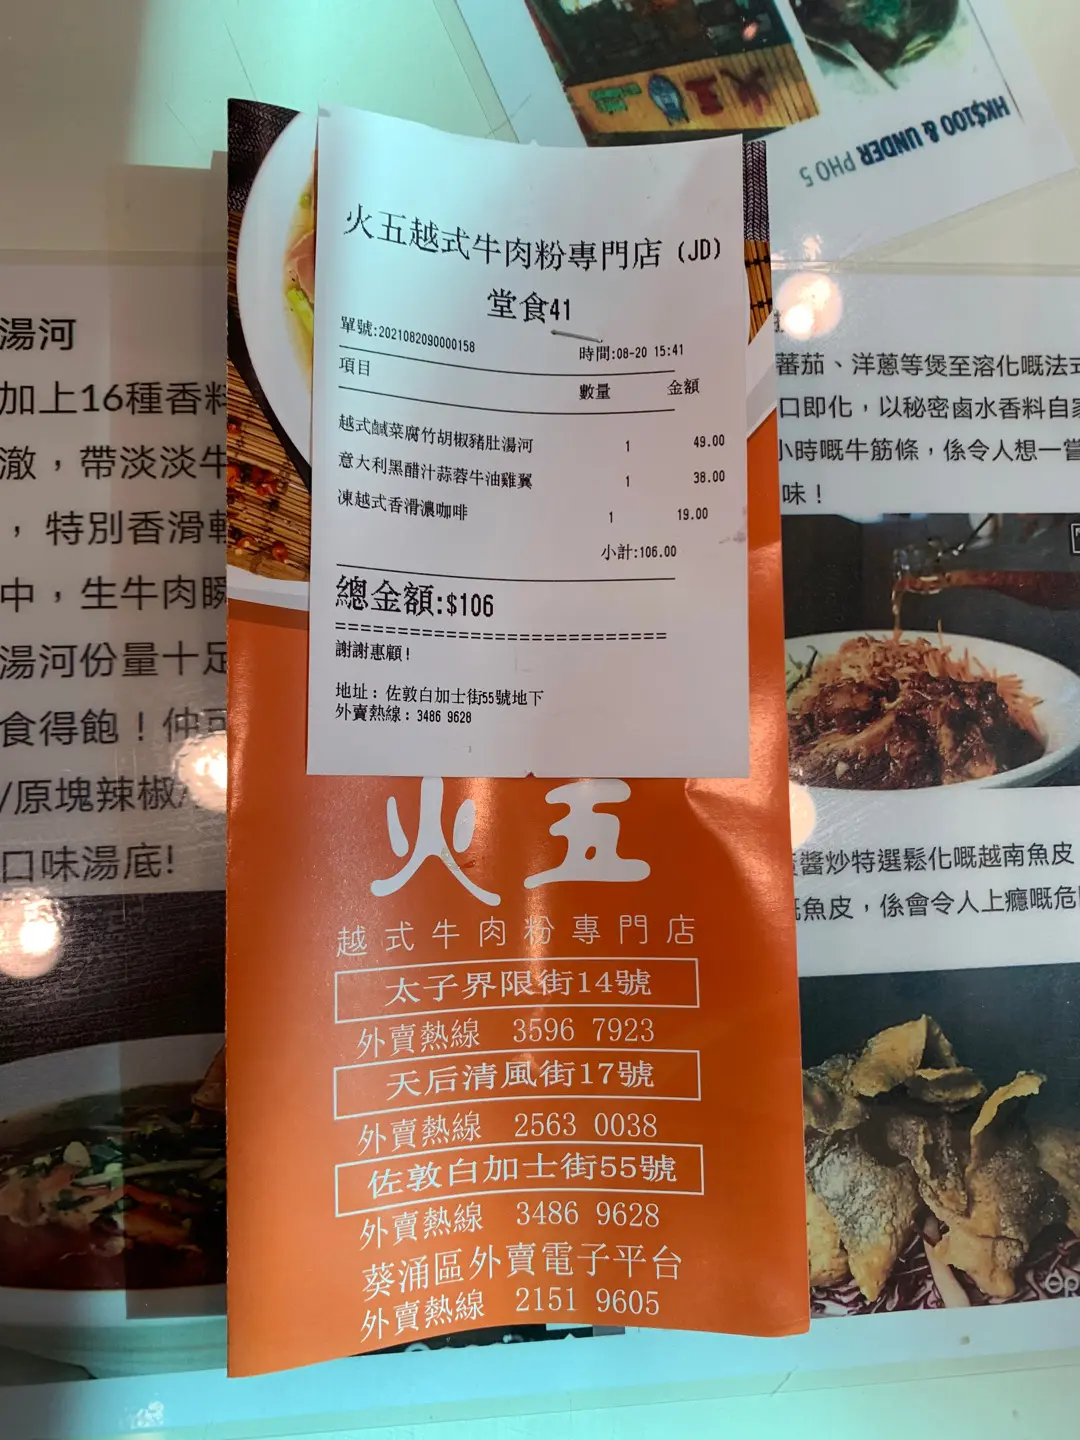 HK$100 & UNDER PHO 5
火五越式牛肉粉專門店(JD)
堂食41
單號:2021082090000158
時間:08-20 15:41
項目 數量 金額
越式鹹菜腐竹胡椒豬肚湯河 1 49.00
意大利黑醋汁蒜蓉牛油雞翼 1 38.00
凍越式香滑濃咖啡 1 19.00
小計:106.00
總金額:$106
謝謝惠顧!
地址: 佐敦白加士街55號地下
外賣熱線: 3486 9628
火五
越式牛肉粉專門店
太子界限街14號
外賣熱線 3596 7923
天后清風街17號
外賣熱線 2563 0038
佐敦白加士街55號
外賣熱線 3486 9628
葵涌區外賣電子平台
外賣熱線 2151 9605
湯河
加上16種香料
澈，帶淡淡牛
，特別香滑
中，生牛肉瞬
湯河份量十足
食得飽！仲可
/原塊辣椒/
口味湯底!
蕃茄、洋蔥等煲至溶化嘅法式
口即化，以秘密鹵水香料自家
小時嘅牛筋條，係令人想一嘗
味！
醬炒特選鬆化嘅越南魚皮
魚皮，係會令人上癮嘅危